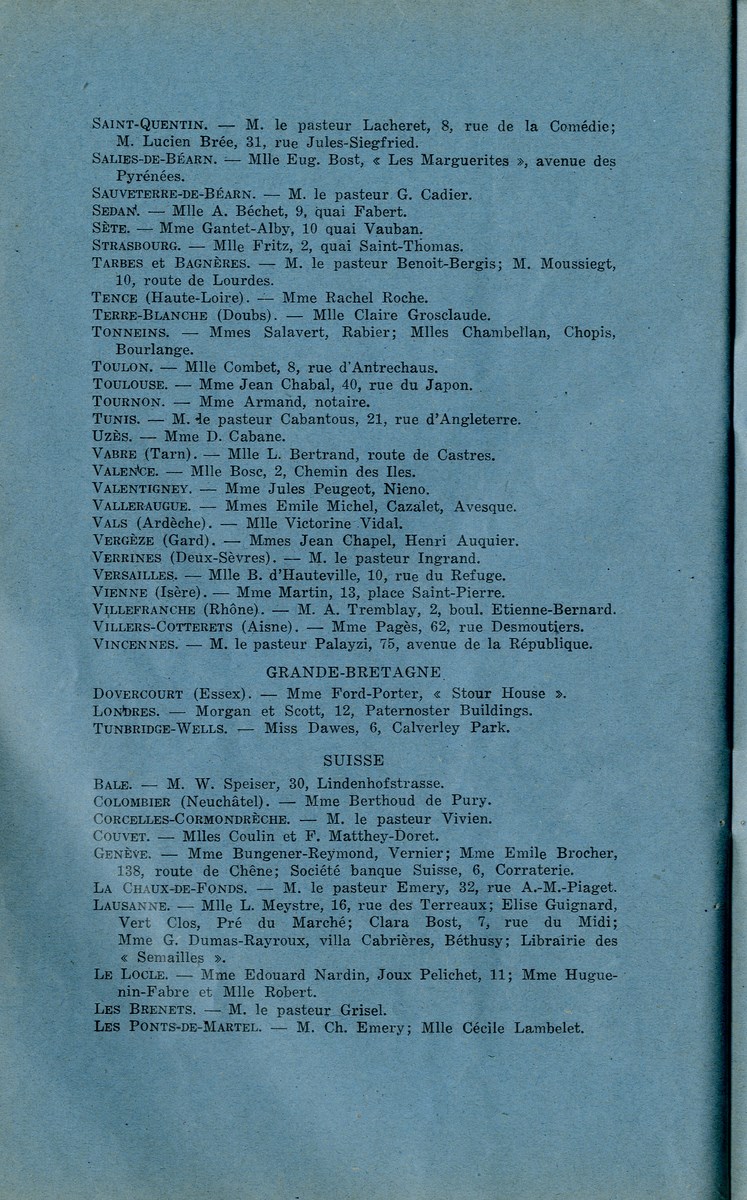 SAINT-QUENTIN. — M. le pasteur Lacheret, 8, rue de la Comédie;
M. Lucien Brée, 31, rue Jules-Siegfried.
SALIES-DE-BÉARN. — Mlle Eug. Bost, « Les Marguerites », avenue des
Pyrénées.
SAUVETERRE-DE-BÉARN. — M. le pasteur G. Cadier.
SEDAN. — Mlle A. Béchet, 9, quai Fabert.
SÈTE. — Mme Gantet-Alby, 10 quai Vauban.
STRASBOURG. — Mlle Fritz, 2, quai Saint-Thomas.
TARBES et BAGNÈRES. — M. le pasteur Benoit-Bergis; M. Moussiegt,
10, route de Lourdes.
TENCE (Haute-Loire). — Mme Rachel Roche.
TERRE-BLANCHE (Doubs). — Mlle Claire Grosclaude.
TONNEINS. — Mmes Salavert, Rabier; Mlles Chambellan, Chopis,
Bourlange.
TOULON. — Mlle Combet, 8, rue d'Antrechaus.
TOULOUSE. — Mme Jean Chabal, 40, rue du Japon.
TOURNON. — Mme Armand, notaire.
TUNIS. — M. le pasteur Cabantous, 21, rue d'Angleterre.
UZÈS. — Mme D. Cabane.
VABRE (Tarn). — Mlle L. Bertrand, route de Castres.
VALENCE. — Mlle Bosc, 2, Chemin des Iles.
VALENTIGNEY. — Mme Jules Peugeot, Nieno.
VALLERAUGUE. — Mmes Emile Michel, Cazalet, Avesque.
VALS (Ardèche). — Mlle Victorine Vidal.
VERGÈZE (Gard). — Mmes Jean Chapel, Henri Auquier.
VERRINES (Deux-Sèvres). — M. le pasteur Ingrand.
VERSAILLES. — Mlle B. d'Hauteville, 10, rue du Refuge.
VIENNE (Isère). — Mme Martin, 13, place Saint-Pierre.
VILLEFRANCHE (Rhône). — M. A. Tremblay, 2, boul. Etienne-Bernard.
VILLERS-COTTERETS (Aisne). — Mme Pagès, 62, rue Desmoutiers.
VINCENNES. — M. le pasteur Palayzi, 75, avenue de la République.
GRANDE-BRETAGNE
DOVERCOURT (Essex). — Mme Ford-Porter, « Stour House ».
LONDRES. — Morgan et Scott, 12, Paternoster Buildings.
TUNBRIDGE-WELLS. — Miss Dawes, 6, Calverley Park.
SUISSE
BALE. — M. W. Speiser, 30, Lindenhofstrasse.
COLOMBIER (Neuchâtel). — Mme Berthoud de Pury.
CORCELLES-CORMONDRÈCHE. — M. le pasteur Vivien.
COUVET. — Mlles Coulin et F. Matthey-Doret.
GENÈVE. — Mme Bungener-Reymond, Vernier; Mme Emile Brocher,
138, route de Chêne; Société banque Suisse, 6, Corraterie.
LA CHAUX-DE-FONDS. — M. le pasteur Emery, 32, rue A.-M.-Piaget.
LAUSANNE. — Mlle L. Meystre, 16, rue des Terreaux; Elise Guignard,
Vert Clos, Pré du Marché; Clara Bost, 7, rue du Midi;
Mme G. Dumas-Rayroux, villa Cabrières, Béthusy; Librairie des
« Semailles ».
LE LOCLE. — Mme Edouard Nardin, Joux Pelichet, 11; Mme Hugue-
nin-Fabre et Mlle Robert.
LES BRENETS. — M. le pasteur Grisel.
LES PONTS-DE-MARTEL. — M. Ch. Emery; Mlle Cécile Lambelet.